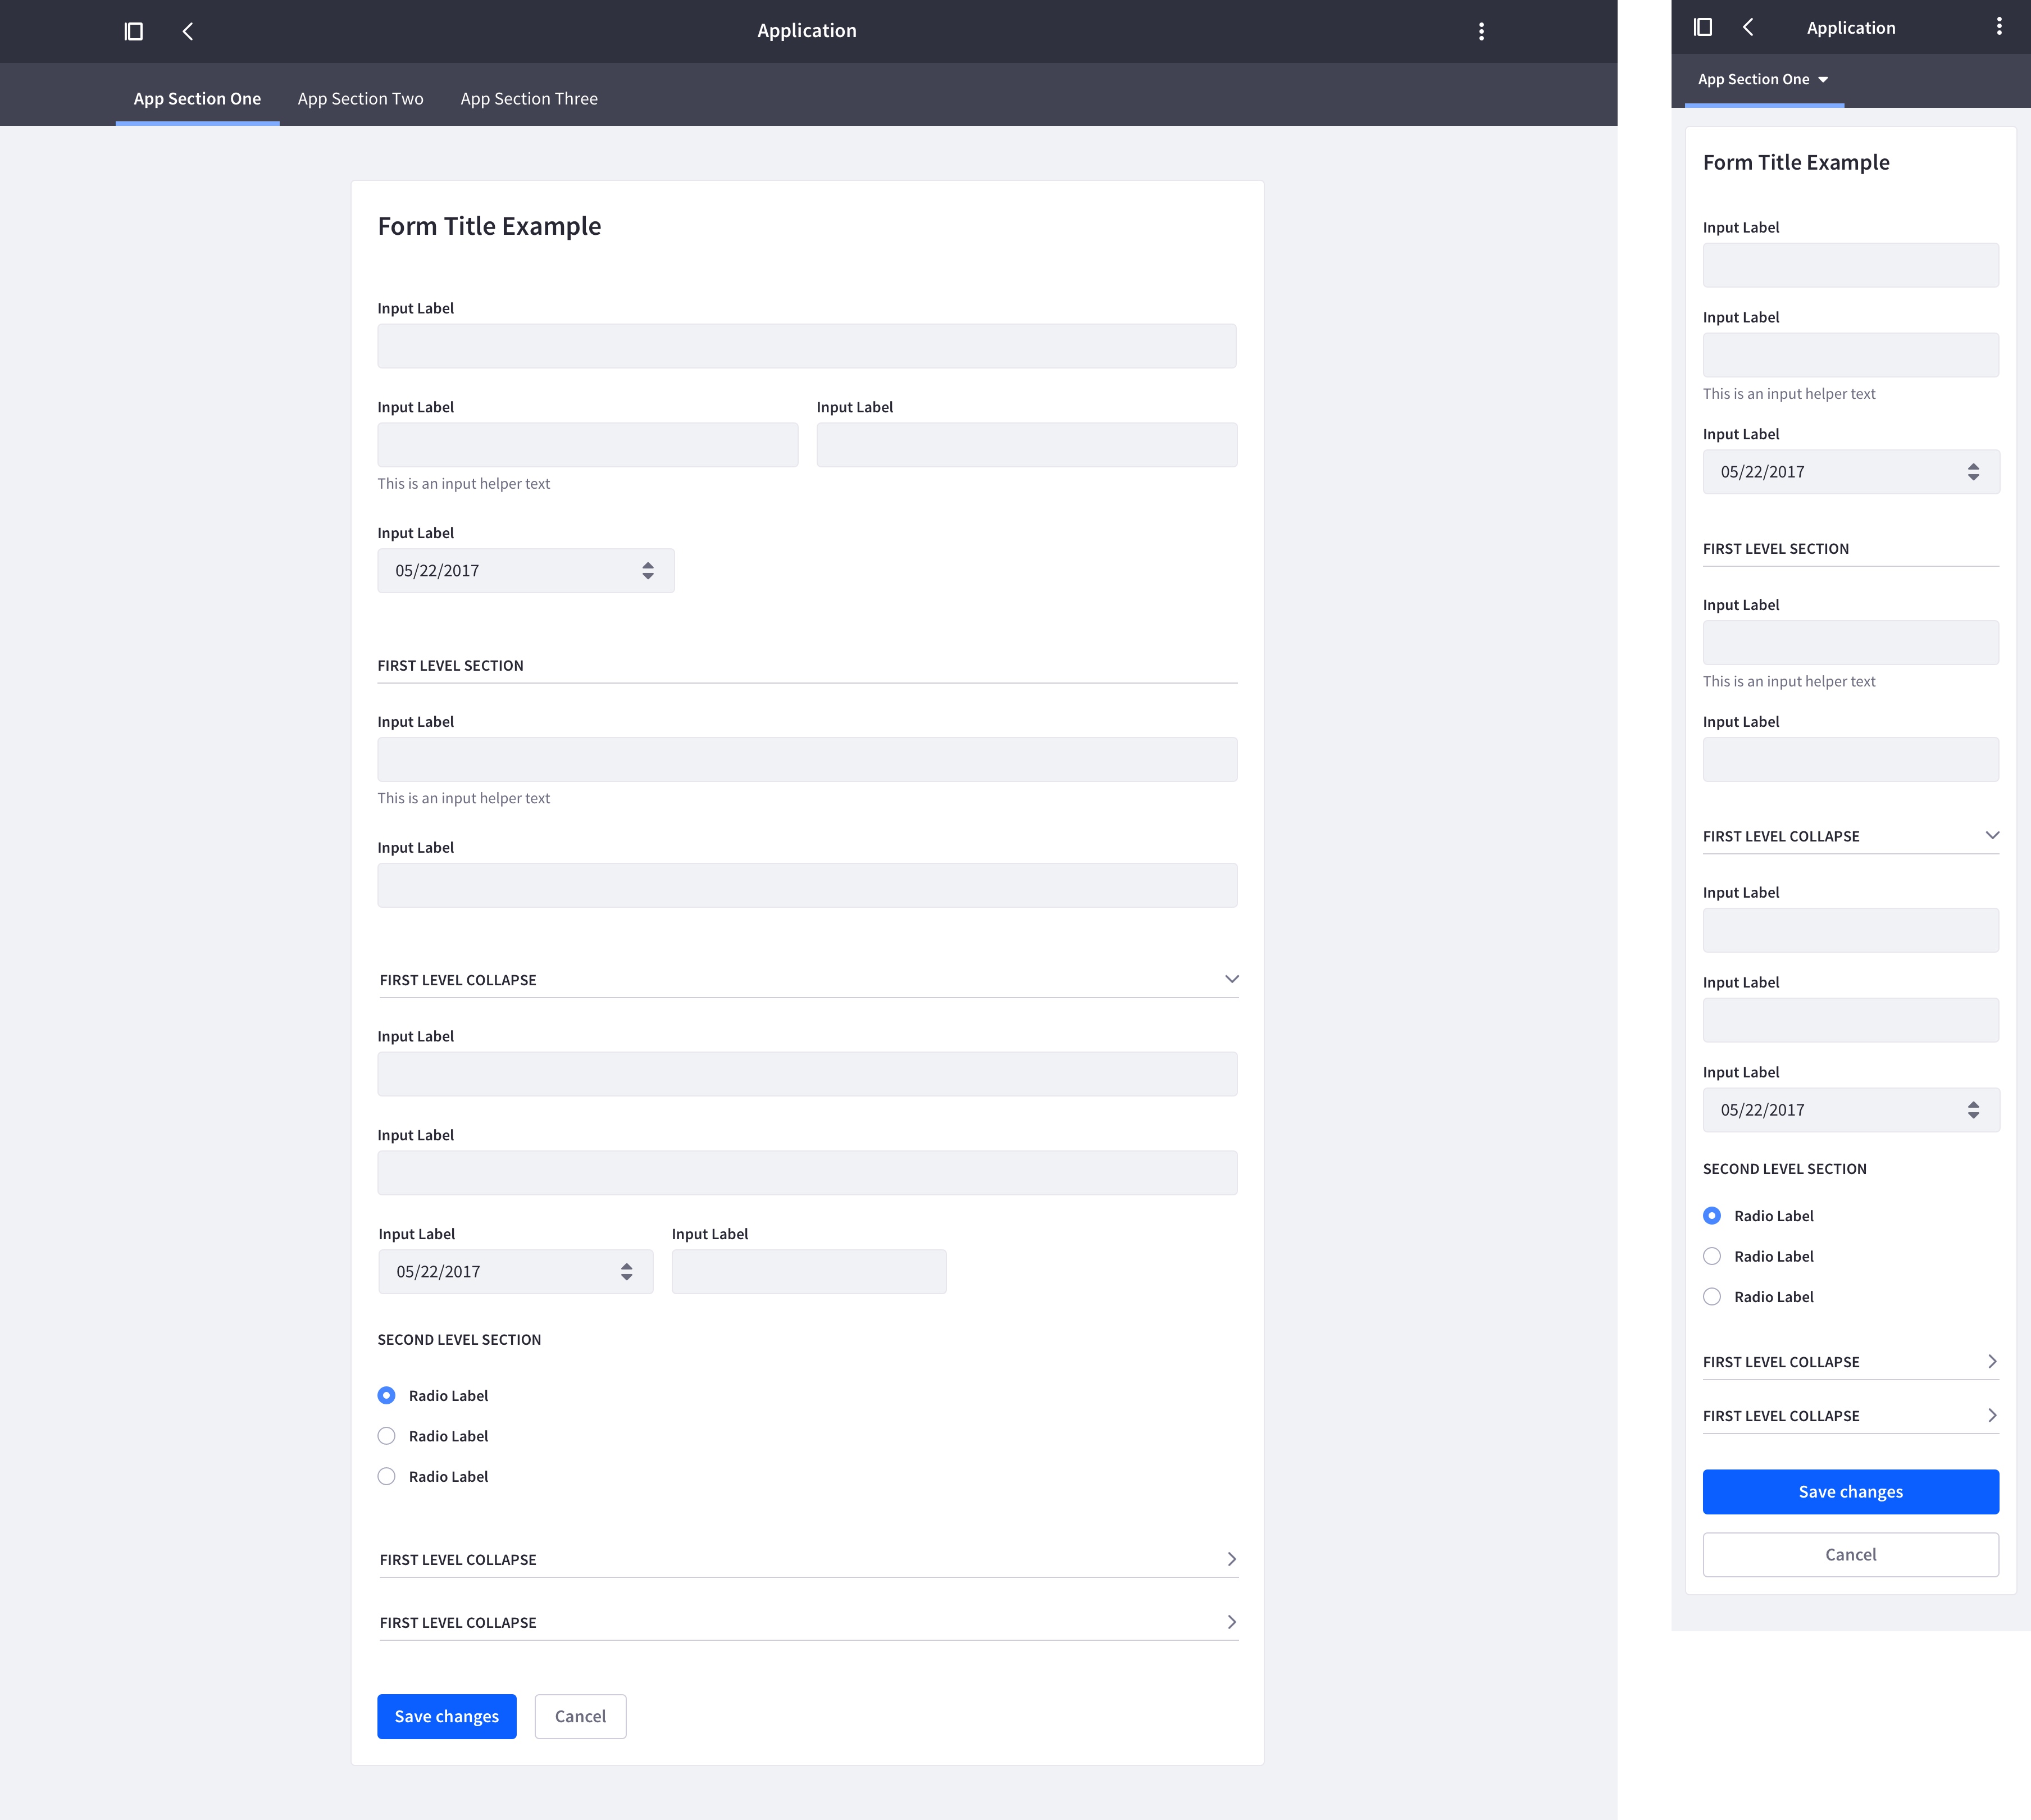 Application
App Section One App Section Two App Section Three
Form Title Example
Input Label
Input Label Input Label
This is an input helper text
Input Label
05/22/2017
FIRST LEVEL SECTION
Input Label
This is an input helper text
Input Label
FIRST LEVEL COLLAPSE
Input Label
Input Label
Input Label Input Label
05/22/2017
SECOND LEVEL SECTION
Radio Label
Radio Label
Radio Label
FIRST LEVEL COLLAPSE
FIRST LEVEL COLLAPSE
Save changes Cancel
Application
App Section One
Form Title Example
Input Label
Input Label
This is an input helper text
Input Label
05/22/2017
FIRST LEVEL SECTION
Input Label
This is an input helper text
Input Label
FIRST LEVEL COLLAPSE
Input Label
Input Label
Input Label
05/22/2017
SECOND LEVEL SECTION
Radio Label
Radio Label
Radio Label
FIRST LEVEL COLLAPSE
FIRST LEVEL COLLAPSE
Save changes
Cancel